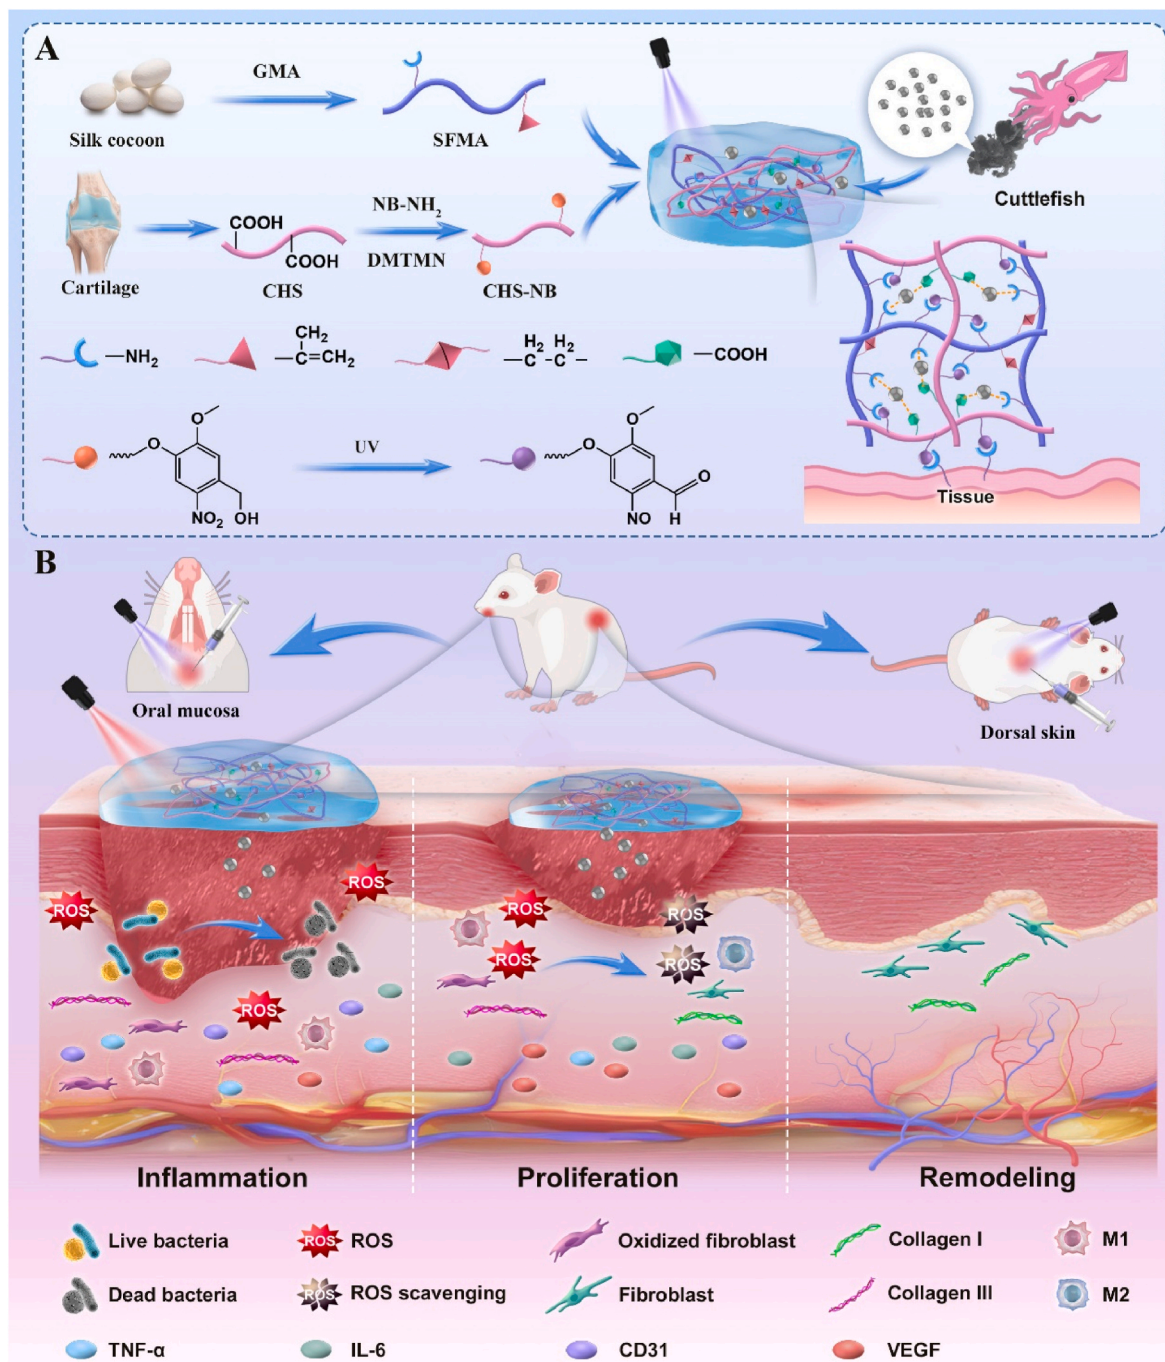 A
GMA
Silk cocoon
SFMA
Cuttlefish
COOH
COOH
NB-NH2
DMTMN
Cartilage
CHS
CHS-NB
—NH2
CH2
—C=CH2
H2 H2
—C—C—
—COOH
O
O
NO2
OH
UV
O
O
NO
H
O
Tissue
B
Oral mucosa
Dorsal skin
ROS
ROS
ROS
ROS
ROS
ROS
ROS
Inflammation
Proliferation
Remodeling
Live bacteria
ROS
ROS
Oxidized fibroblast
Collagen I
M1
Dead bacteria
ROS
ROS scavenging
Fibroblast
Collagen III
M2
TNF-α
IL-6
CD31
VEGF